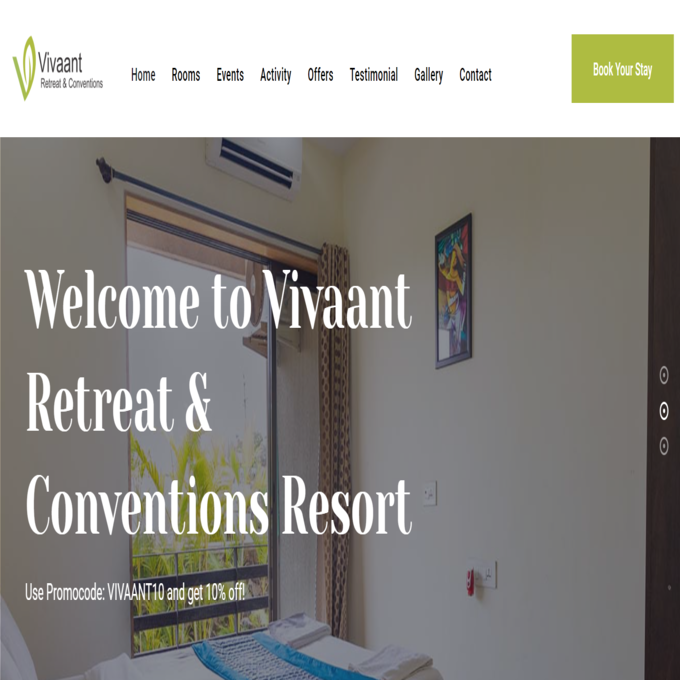 Vivaant
Retreat & Conventions
Home Rooms Events Activity Offers Testimonial Gallery Contact
Book Your Stay
Welcome to Vivaant
Retreat &
Conventions Resort
Use Promocode: VIVAANT10 and get 10% off!